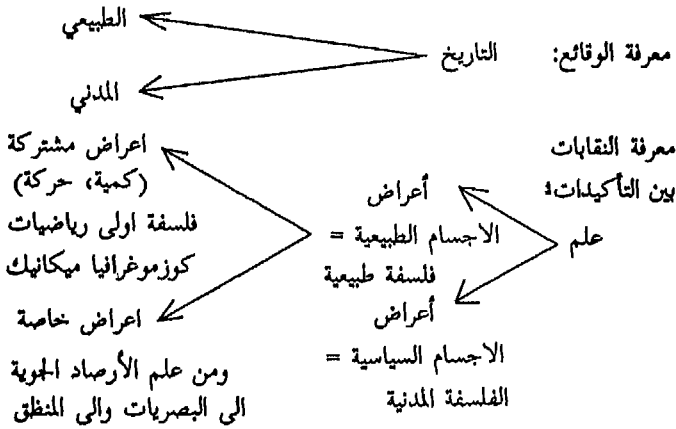 معرفة الوقائع: التاريخ
الطبيعي
المدني
معرفة النقابات
بين التأكيدات:
علم
أعراض
الاجسام الطبيعية =
فلسفة طبيعية
أعراض
الاجسام السياسية =
الفلسفة المدنية
اعراض مشتركة
(كمية، حركة)
فلسفة اولى رياضيات
كوزموغرافيا ميكانيك
اعراض خاصة
ومن علم الأرصاد الجوية
الى البصريات والى المنظق